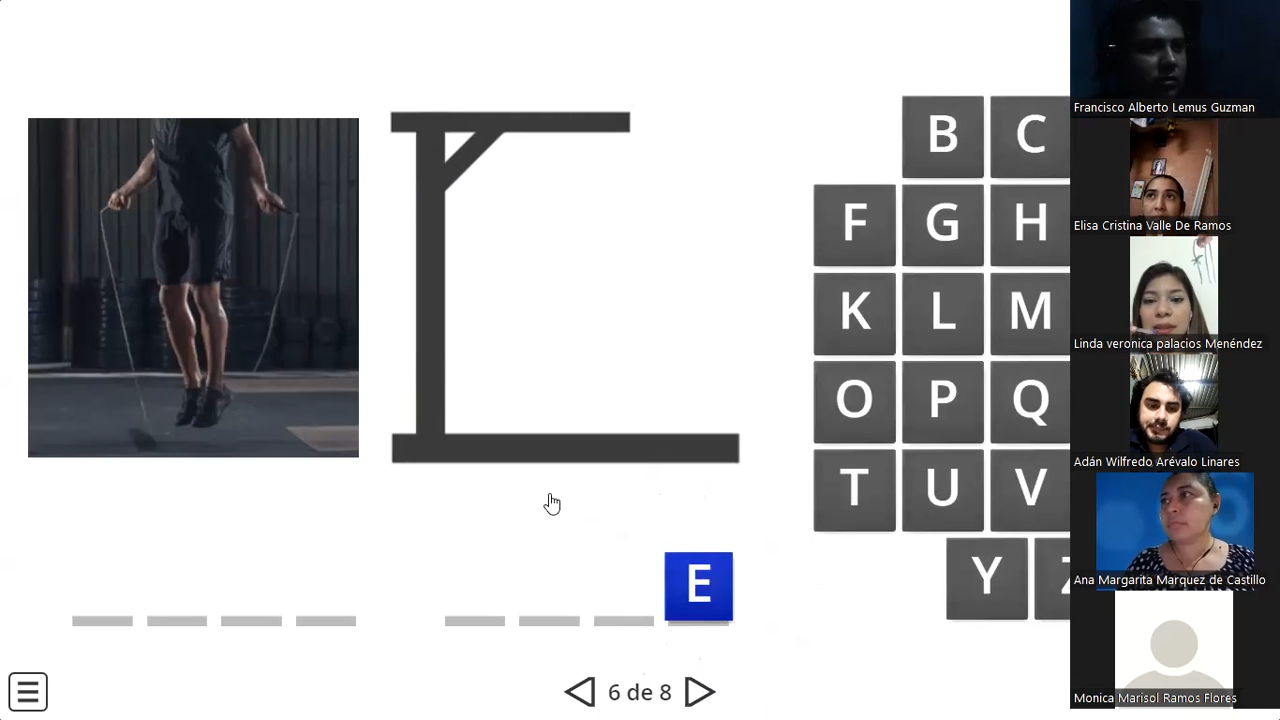 B C
F G H
K L M
O P Q
T U V
Y Z
E
6 de 8
Francisco Alberto Lemus Guzman
Elisa Cristina Valle De Ramos
Linda veronica palacios Menéndez
Adán Wilfredo Arévalo Linares
Ana Margarita Marquez de Castillo
Monica Marisol Ramos Flores